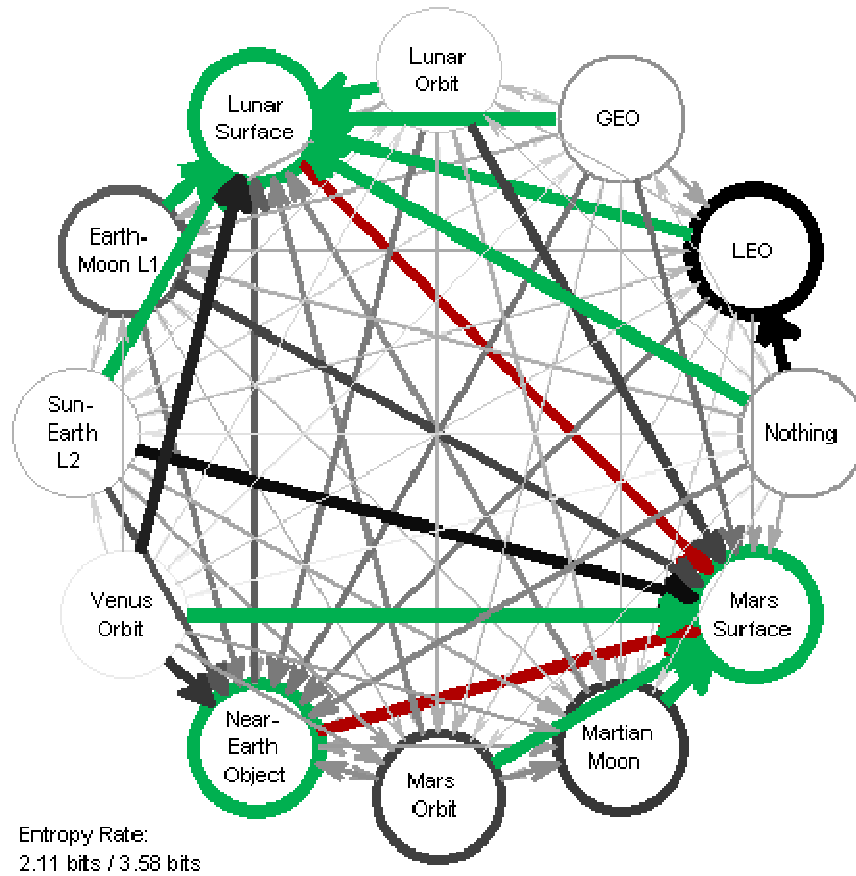 Lunar
Orbit
Lunar
Surface
GEO
Earth-
Moon L1
LEO
Sun-
Earth
L2
Nothing
Venus
Orbit
Mars
Surface
Near-
Earth
Object
Mars
Orbit
Martian
Moon
Entropy Rate:
2.11 bits / 3.58 bits